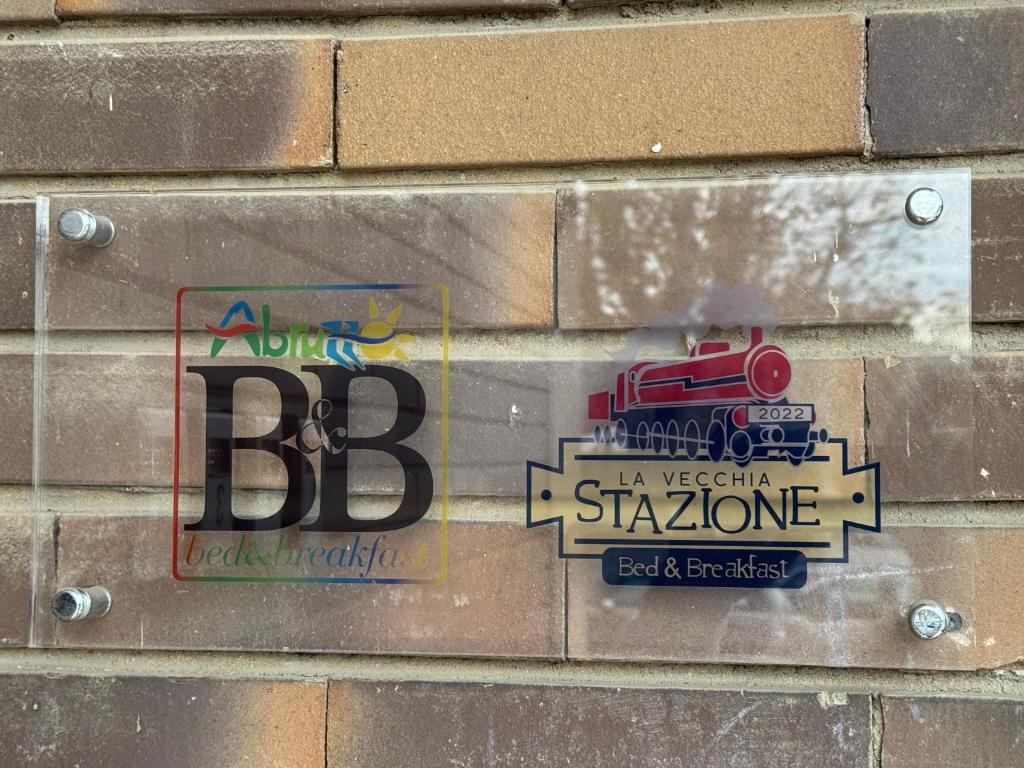 Abruzzo
B&B
bed&breakfast
2022
LA VECCHIA
STAZIONE
Bed & Breakfast